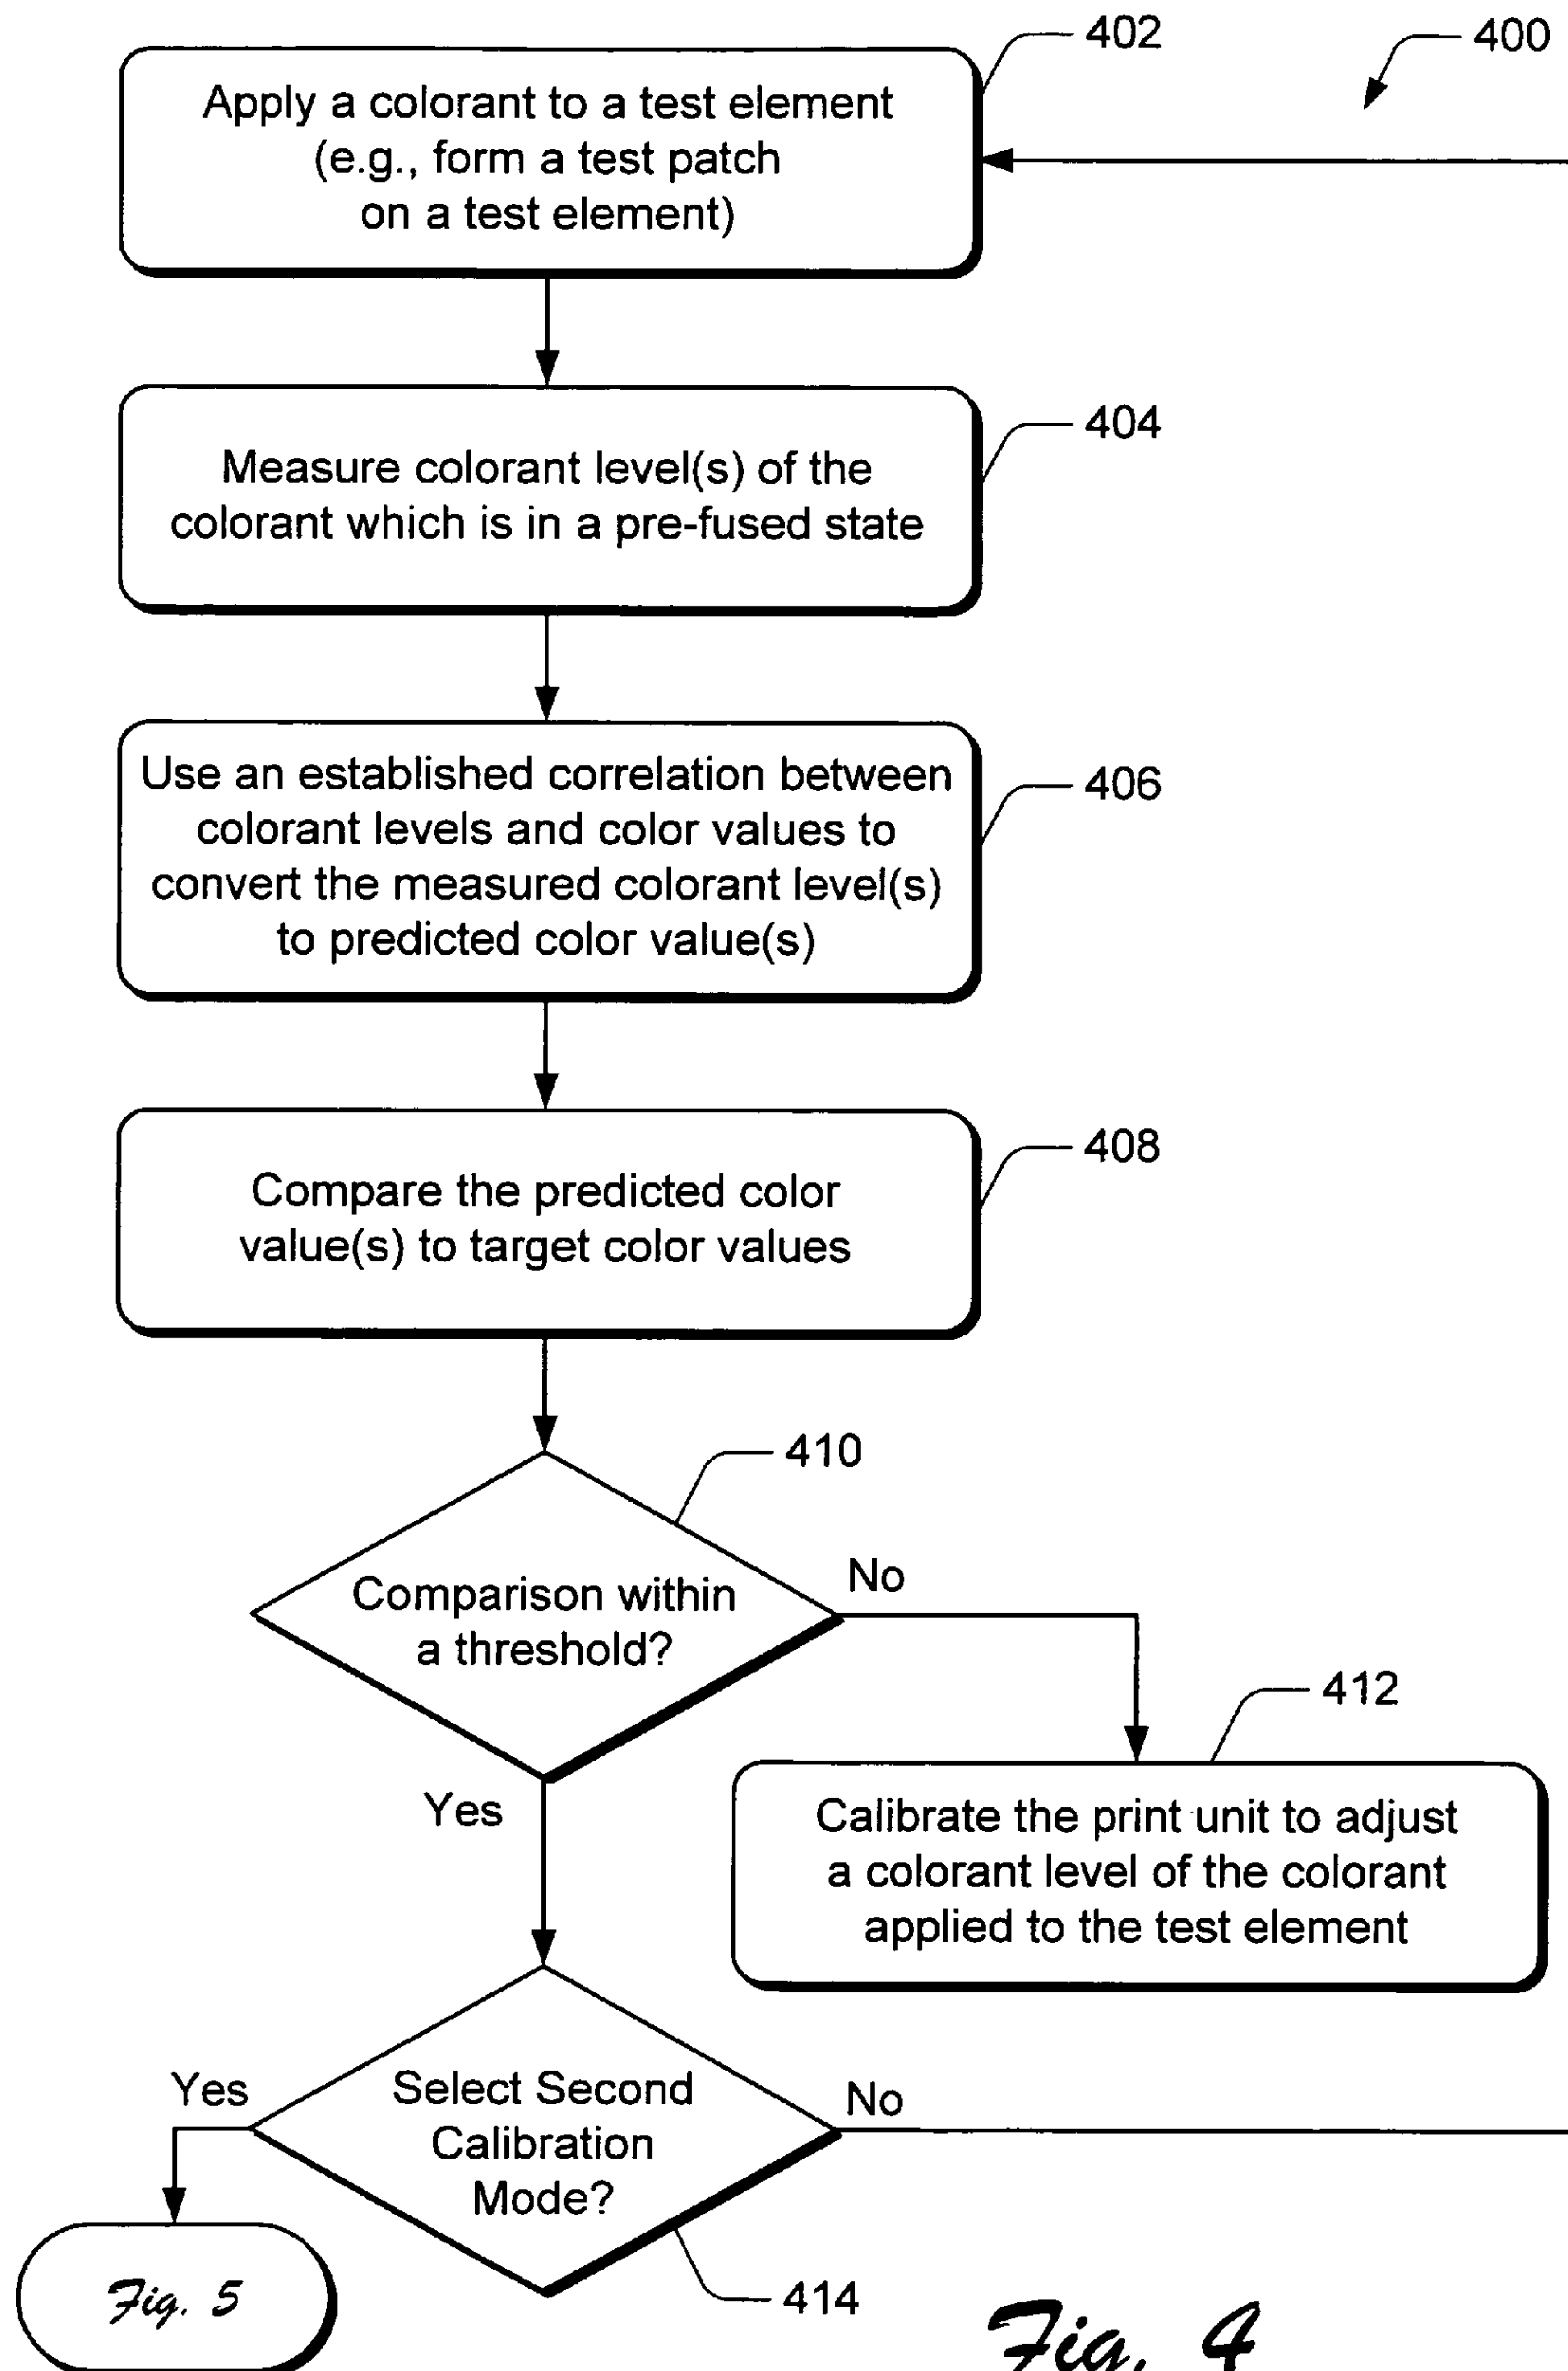 402
400
Apply a colorant to a test element
(e.g., form a test patch
on a test element)
404
Measure colorant level(s) of the
colorant which is in a pre-fused state
406
Use an established correlation between
colorant levels and color values to
convert the measured colorant level(s)
to predicted color value(s)
408
Compare the predicted color
value(s) to target color values
410
Comparison within
a threshold?
No
412
Yes
Calibrate the print unit to adjust
a colorant level of the colorant
applied to the test element
Yes
Select Second
Calibration
Mode?
No
Fig. 5
414
Fig. 4